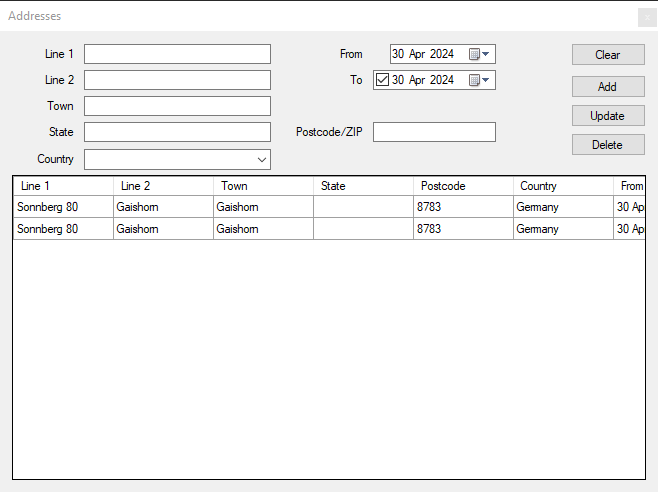 Addresses
Line 1 From 30 Apr 2024 Clear
Line 2 To 30 Apr 2024 Add
Town Update
State Postcode/ZIP Delete
Country
Line 1 Line 2 Town State Postcode Country From
Sonnberg 80 Gaishorn Gaishorn 8783 Germany 30 Ap
Sonnberg 80 Gaishorn Gaishorn 8783 Germany 30 Ap